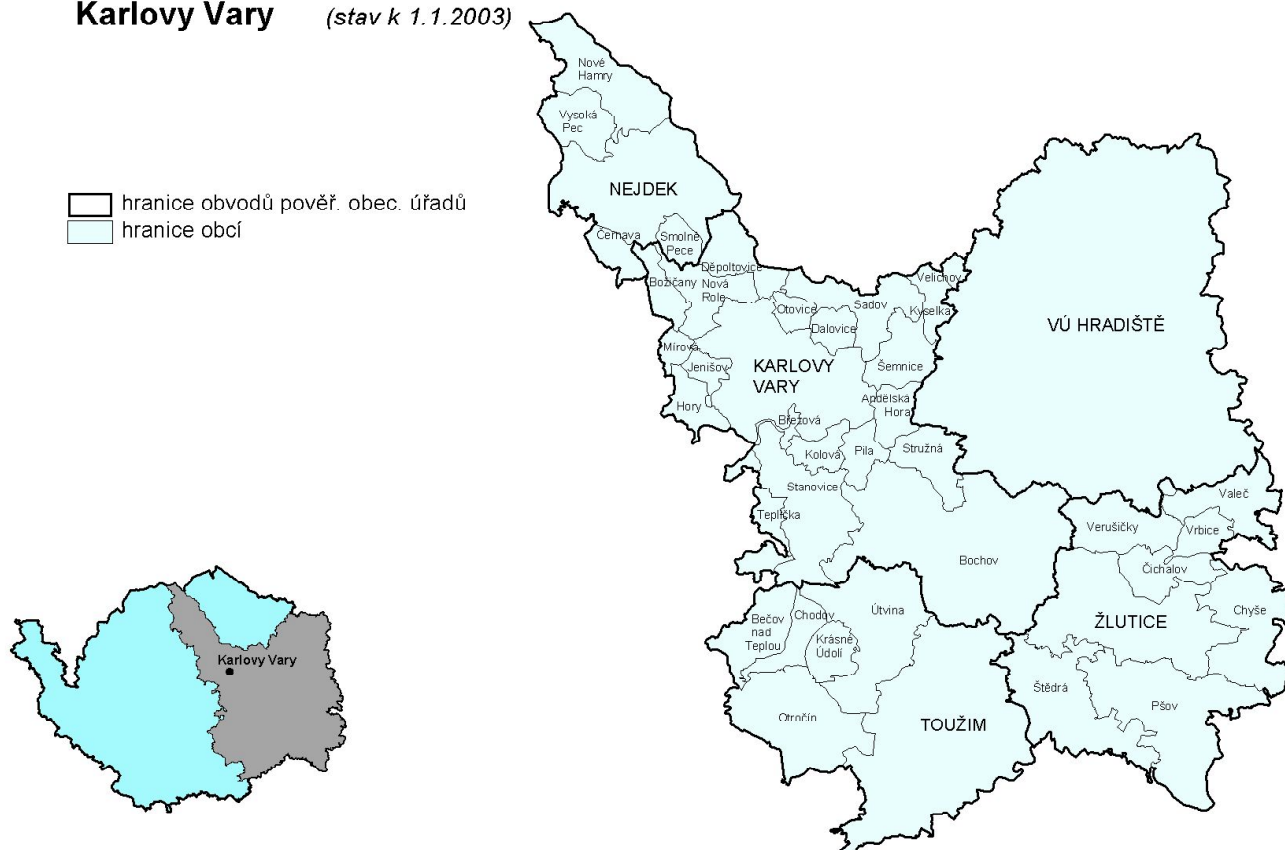 Karlovy Vary (stav k 1.1.2003)
hranice obvodů pověř. obec. úřadů
hranice obcí
Nové
Hamry
Vysoká
Pec
NEJDEK
Černava
Smolné
Pece
Děpoltovice
Božičany
Nová
Role
Velichov
Otovice
Sadov
Kyselka
Dalovice
VÚ HRADIŠTĚ
Mírová
Jenišov
KARLOVY
VARY
Šemnice
Hory
Andělská
Hora
Březová
Kolová
Pila
Stružná
Stanovice
Teplička
Valeč
Verušičky
Vrbice
Bochov
Čichalov
Bečov
nad
Teplou
Chodov
Útvina
Krásné
Údolí
ŽLUTICE
Chyše
Štědrá
Pšov
Otročín
TOUŽIM
Karlovy Vary